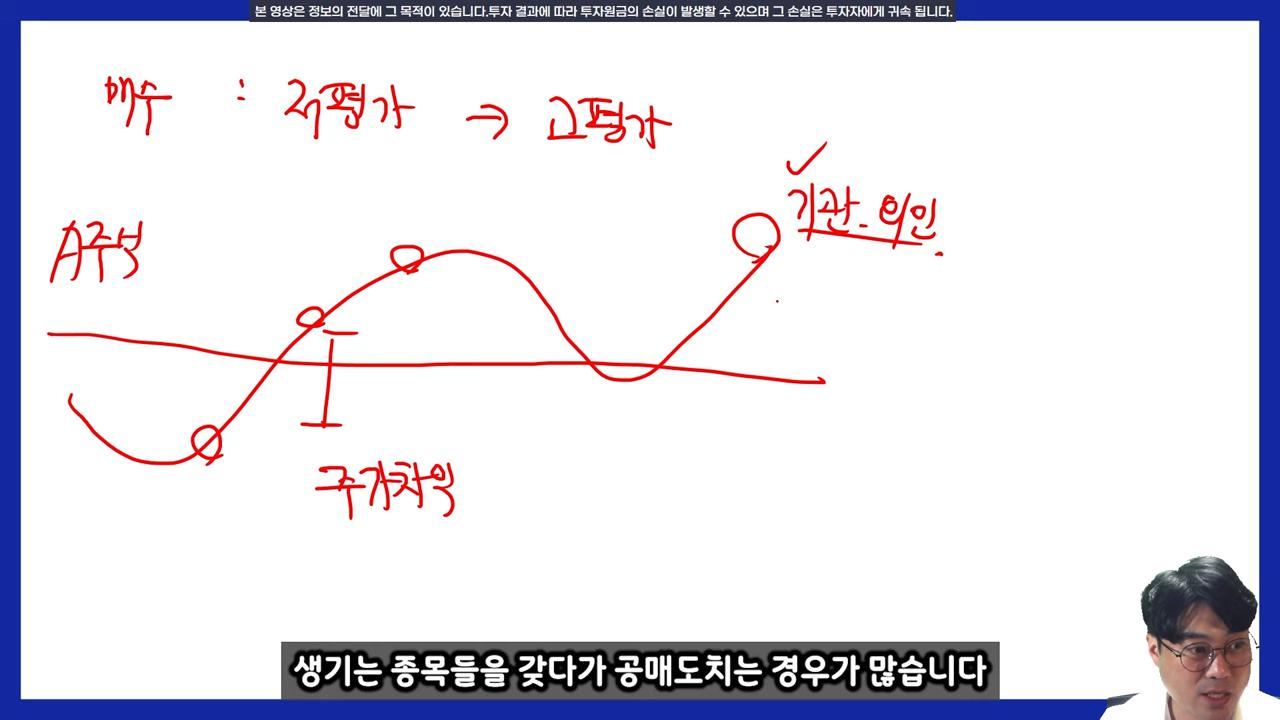 본 영상은 정보의 전달에 그 목적이 있습니다.투자 결과에 따라 투자원금의 손실이 발생할 수 있으며 그 손실은 투자자에게 귀속 됩니다.
매수 : 저평가 → 고평가
✓
기관 - 외인
A주식
주가차익
생기는 종목들을 갖다가 공매도치는 경우가 많습니다